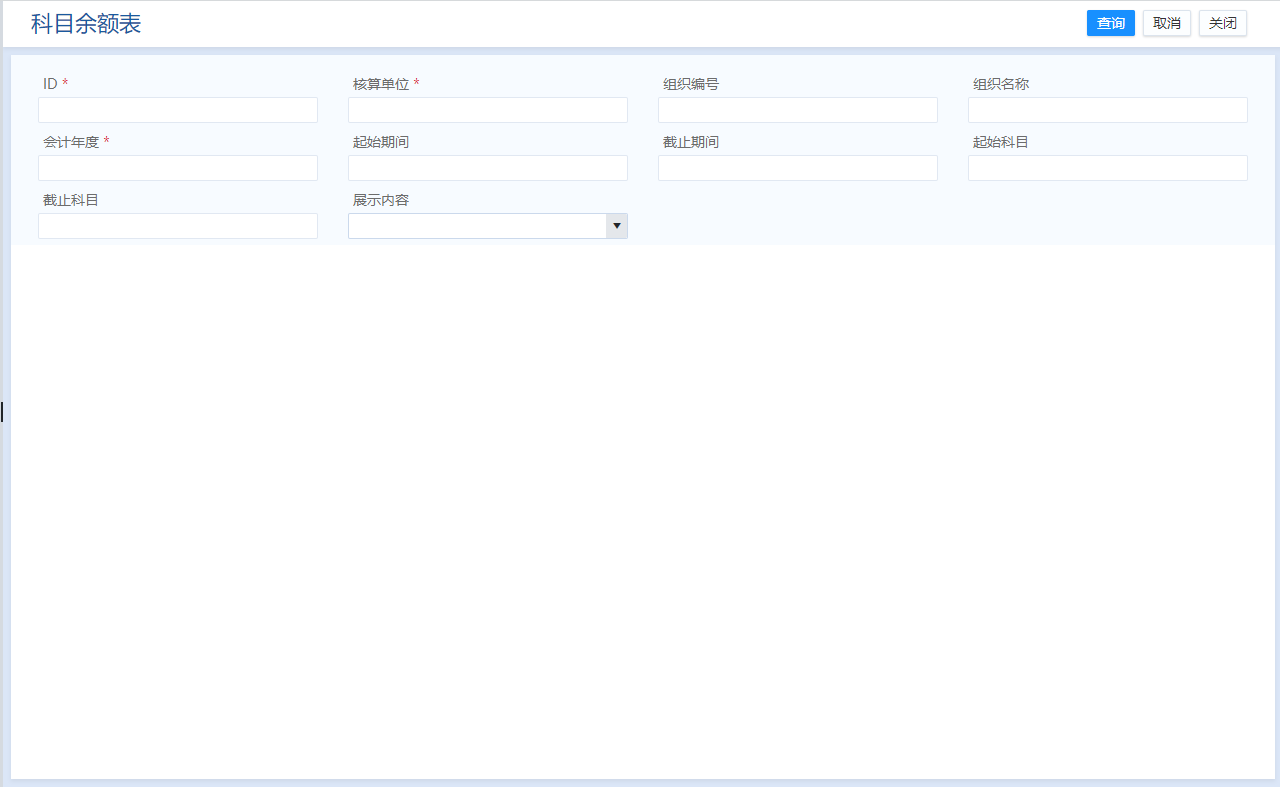 科目余额表 查询 取消 关闭
ID * 核算单位 * 组织编号 组织名称
会计年度 * 起始期间 截止期间 起始科目
截止科目 展示内容